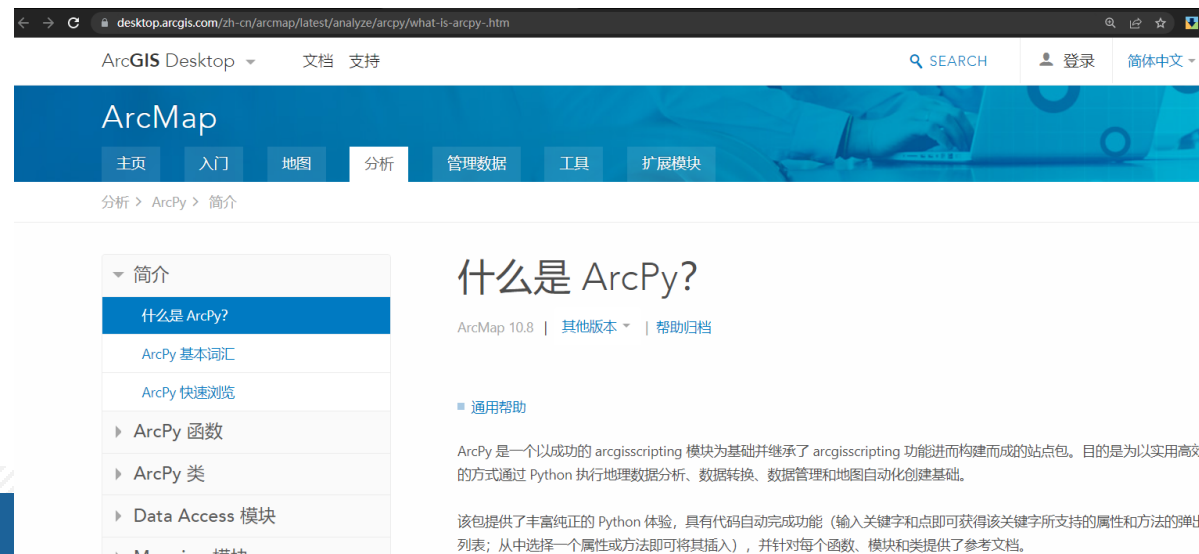 desktop.arcgis.com/zh-cn/arcmap/latest/analyze/arcpy/what-is-arcpy-.htm
ArcGIS Desktop 文档 支持 SEARCH 登录 简体中文
ArcMap
主页 入门 地图 分析 管理数据 工具 扩展模块
分析 > ArcPy > 简介
简介
什么是 ArcPy?
ArcPy 基本词汇
ArcPy 快速浏览
ArcPy 函数
ArcPy 类
Data Access 模块
什么是 ArcPy?
ArcMap 10.8 | 其他版本 | 帮助归档
通用帮助
ArcPy 是一个以成功的 arcgisscripting 模块为基础并继承了 arcgisscripting 功能进而构建而成的站点包。目的是为以实用高效
的方式通过 Python 执行地理数据分析、数据转换、数据管理和地图自动化创建基础。
该包提供了丰富纯正的 Python 体验，具有代码自动完成功能（输入关键字和点即可获得该关键字所支持的属性和方法的弹出
列表；从中选择一个属性或方法即可将其插入），并针对每个函数、模块和类提供了参考文档。